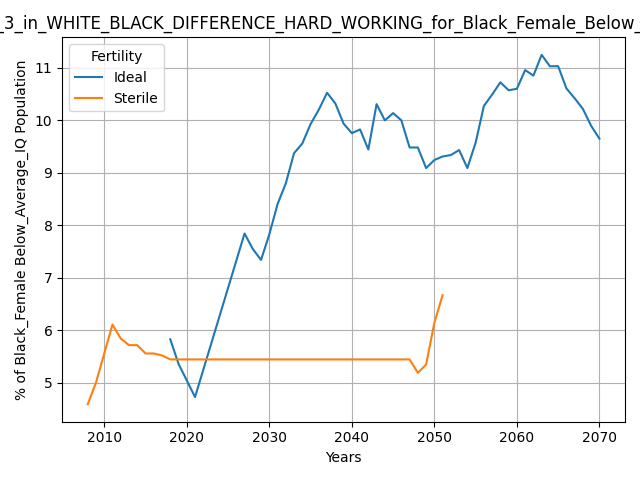 _3_in_WHITE_BLACK_DIFFERENCE_HARD_WORKING_for_Black_Female_Below_
Fertility
Ideal
Sterile
% of Black_Female Below_Average_IQ Population
11
10
9
8
7
6
5
2010 2020 2030 2040 2050 2060 2070
Years